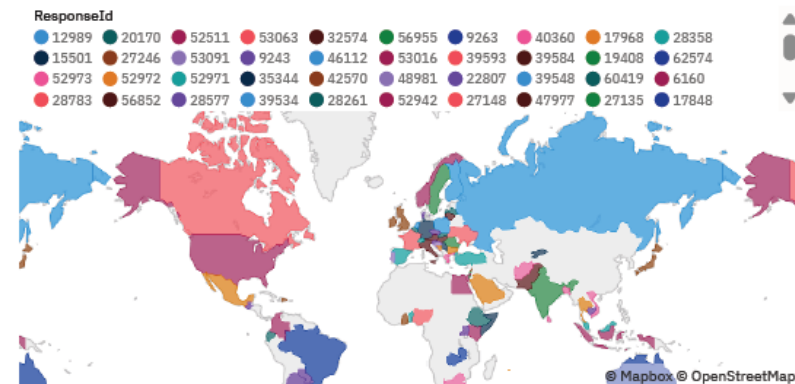 ResponseId
12989 20170 52511 53063 32574 56955 9263 40360 17968 28358
15501 27246 53091 9243 46112 53016 39593 39584 19408 62574
52973 52972 52971 35344 42570 48981 22807 39548 60419 6160
28783 56852 28577 39534 28261 52942 27148 47977 27135 17848
© Mapbox © OpenStreetMap